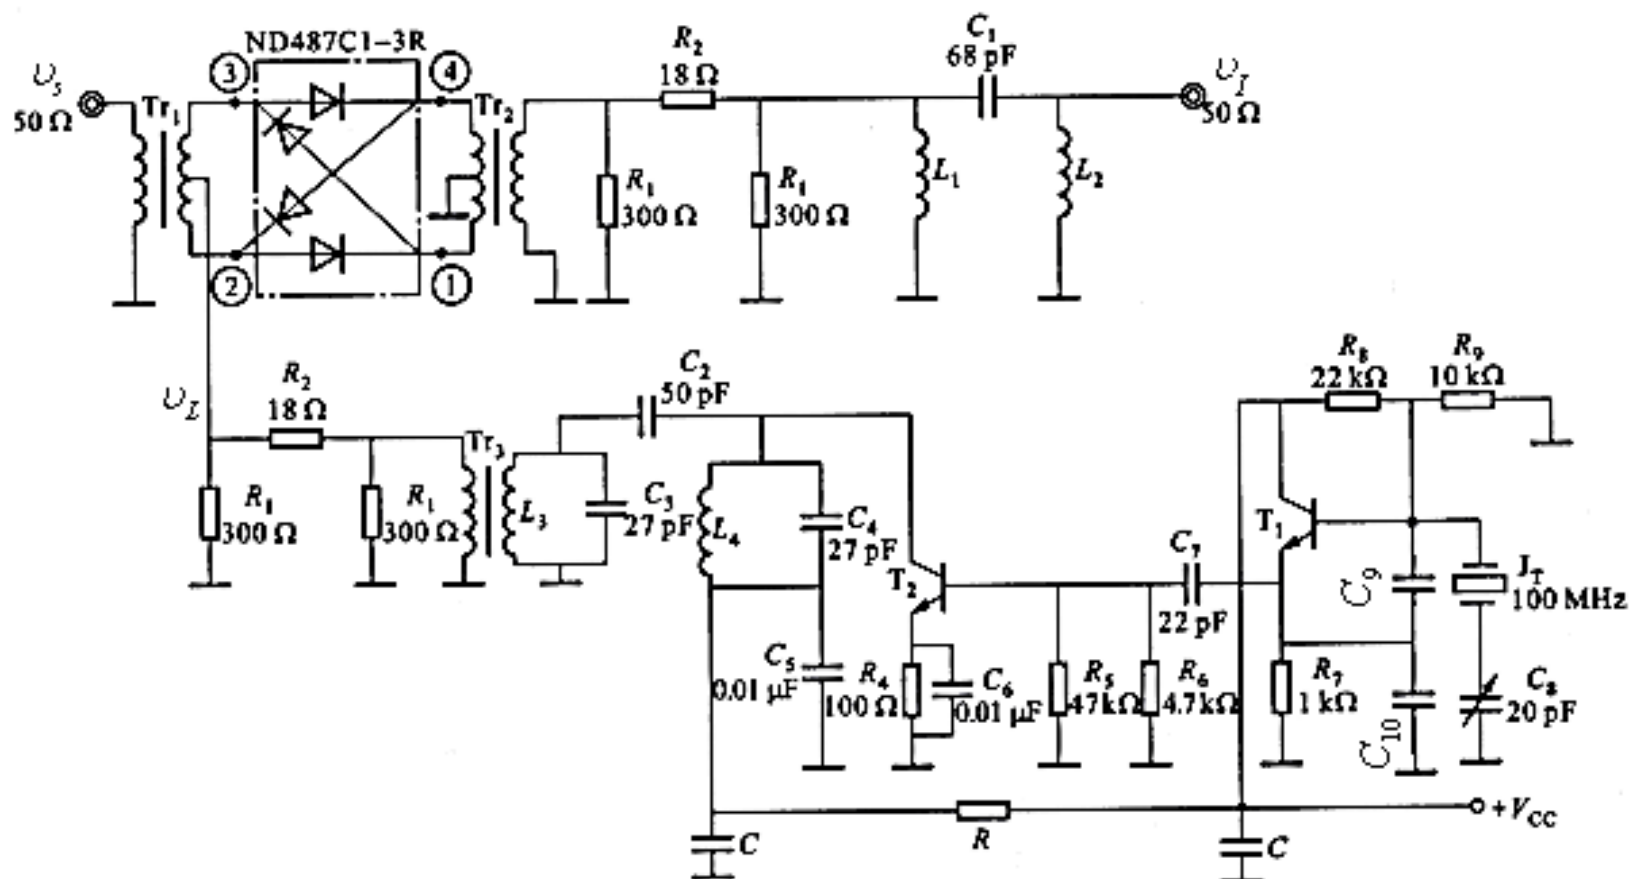 ND487C1-3R
υs
50 Ω
③
④
Tr₁
Tr₂
②
①
R₂
18 Ω
R₁
300 Ω
R₁
300 Ω
C₁
68 pF
L₁
L₂
υI
50 Ω
υL
R₂
18 Ω
R₁
300 Ω
R₁
300 Ω
Tr₃
L₃
C₂
50 pF
C₃
27 pF
L₄
C₄
27 pF
C₅
0.01 μF
T₂
R₄
100 Ω
C₆
0.01 μF
R₅
47kΩ
R₆
4.7kΩ
C₇
22 pF
R₈
22 kΩ
R₉
10 kΩ
T₁
C₉
C₁₀
R₇
1 kΩ
JT
100 MHz
C₈
20 pF
C
R
C
+VCC